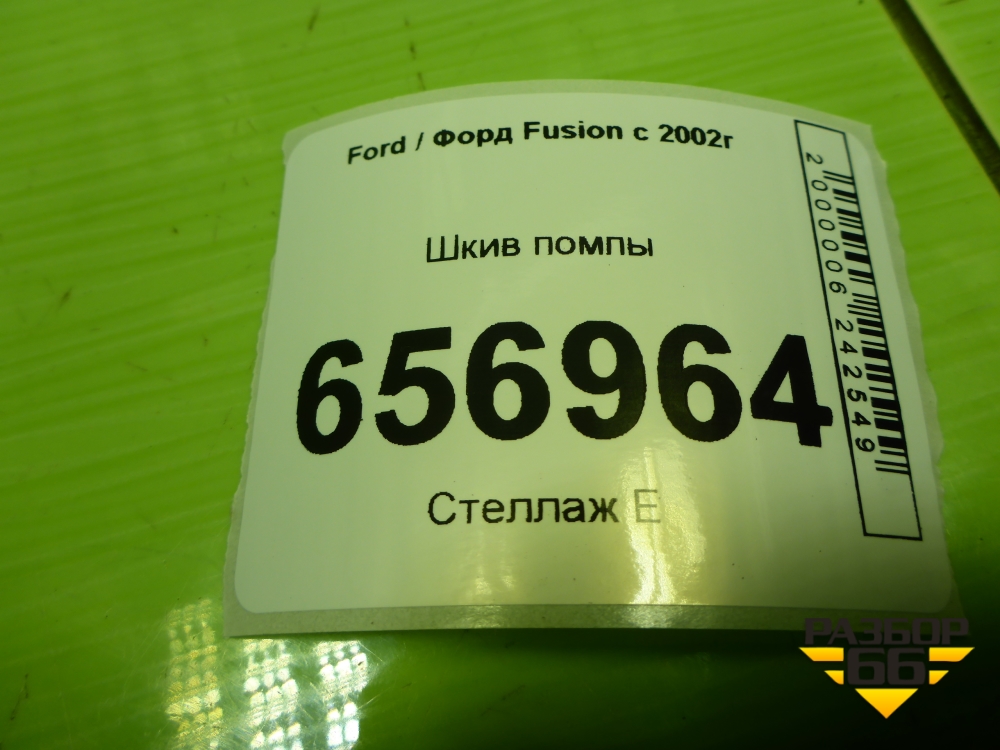 Ford / Форд Fusion с 2002г
Шкив помпы
656964
Стеллаж Е
2000006242549
РАЗБОР
66